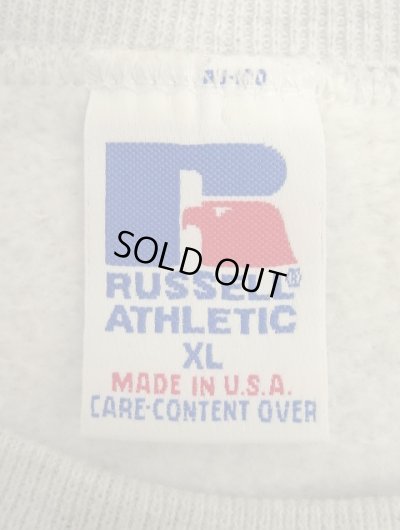 RUSSELL®
ATHLETIC
XL
MADE IN U.S.A.
CARE-CONTENT OVER
SOLD OUT